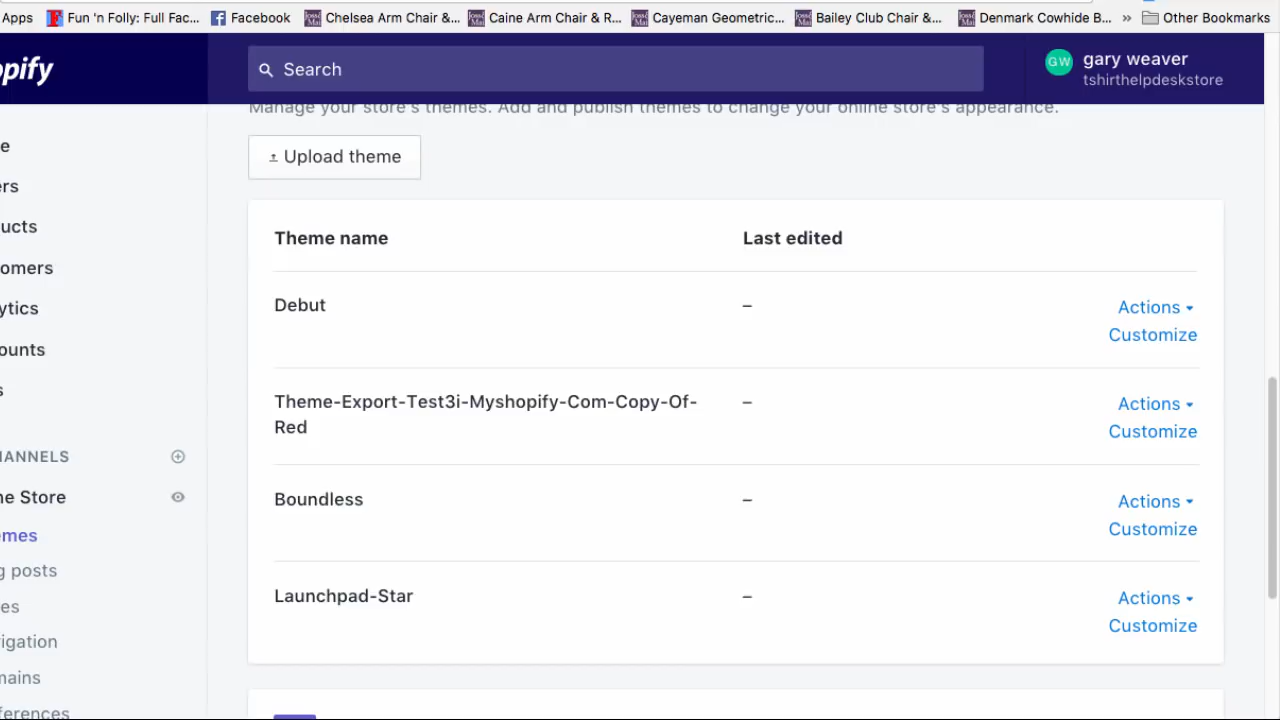 Apps Fun 'n Folly: Full Fac... Facebook Chelsea Arm Chair &... Caine Arm Chair & R... Cayeman Geometric... Bailey Club Chair &... Denmark Cowhide B... » Other Bookmarks
pify
Search
GW gary weaver
tshirthelpdeskstore
Manage your store's themes. Add and publish themes to change your online store's appearance.
Upload theme
Theme name Last edited
Debut – Actions
Customize
Theme-Export-Test3i-Myshopify-Com-Copy-Of-
Red
– Actions
Customize
Boundless – Actions
Customize
Launchpad-Star – Actions
Customize
e
ers
ucts
omers
ytics
ounts
s
HANNELS
ne Store
emes
g posts
es
igation
mains
ferences